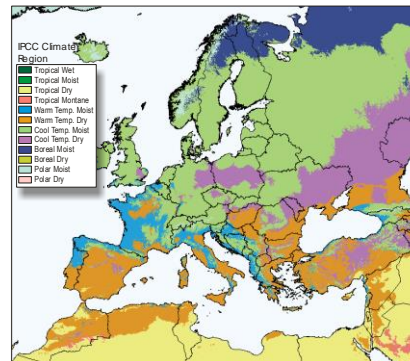 IPCC Climate
Region
Tropical Wet
Tropical Moist
Tropical Dry
Tropical Montane
Warm Temp. Moist
Warm Temp. Dry
Cool Temp. Moist
Cool Temp. Dry
Boreal Moist
Boreal Dry
Polar Moist
Polar Dry